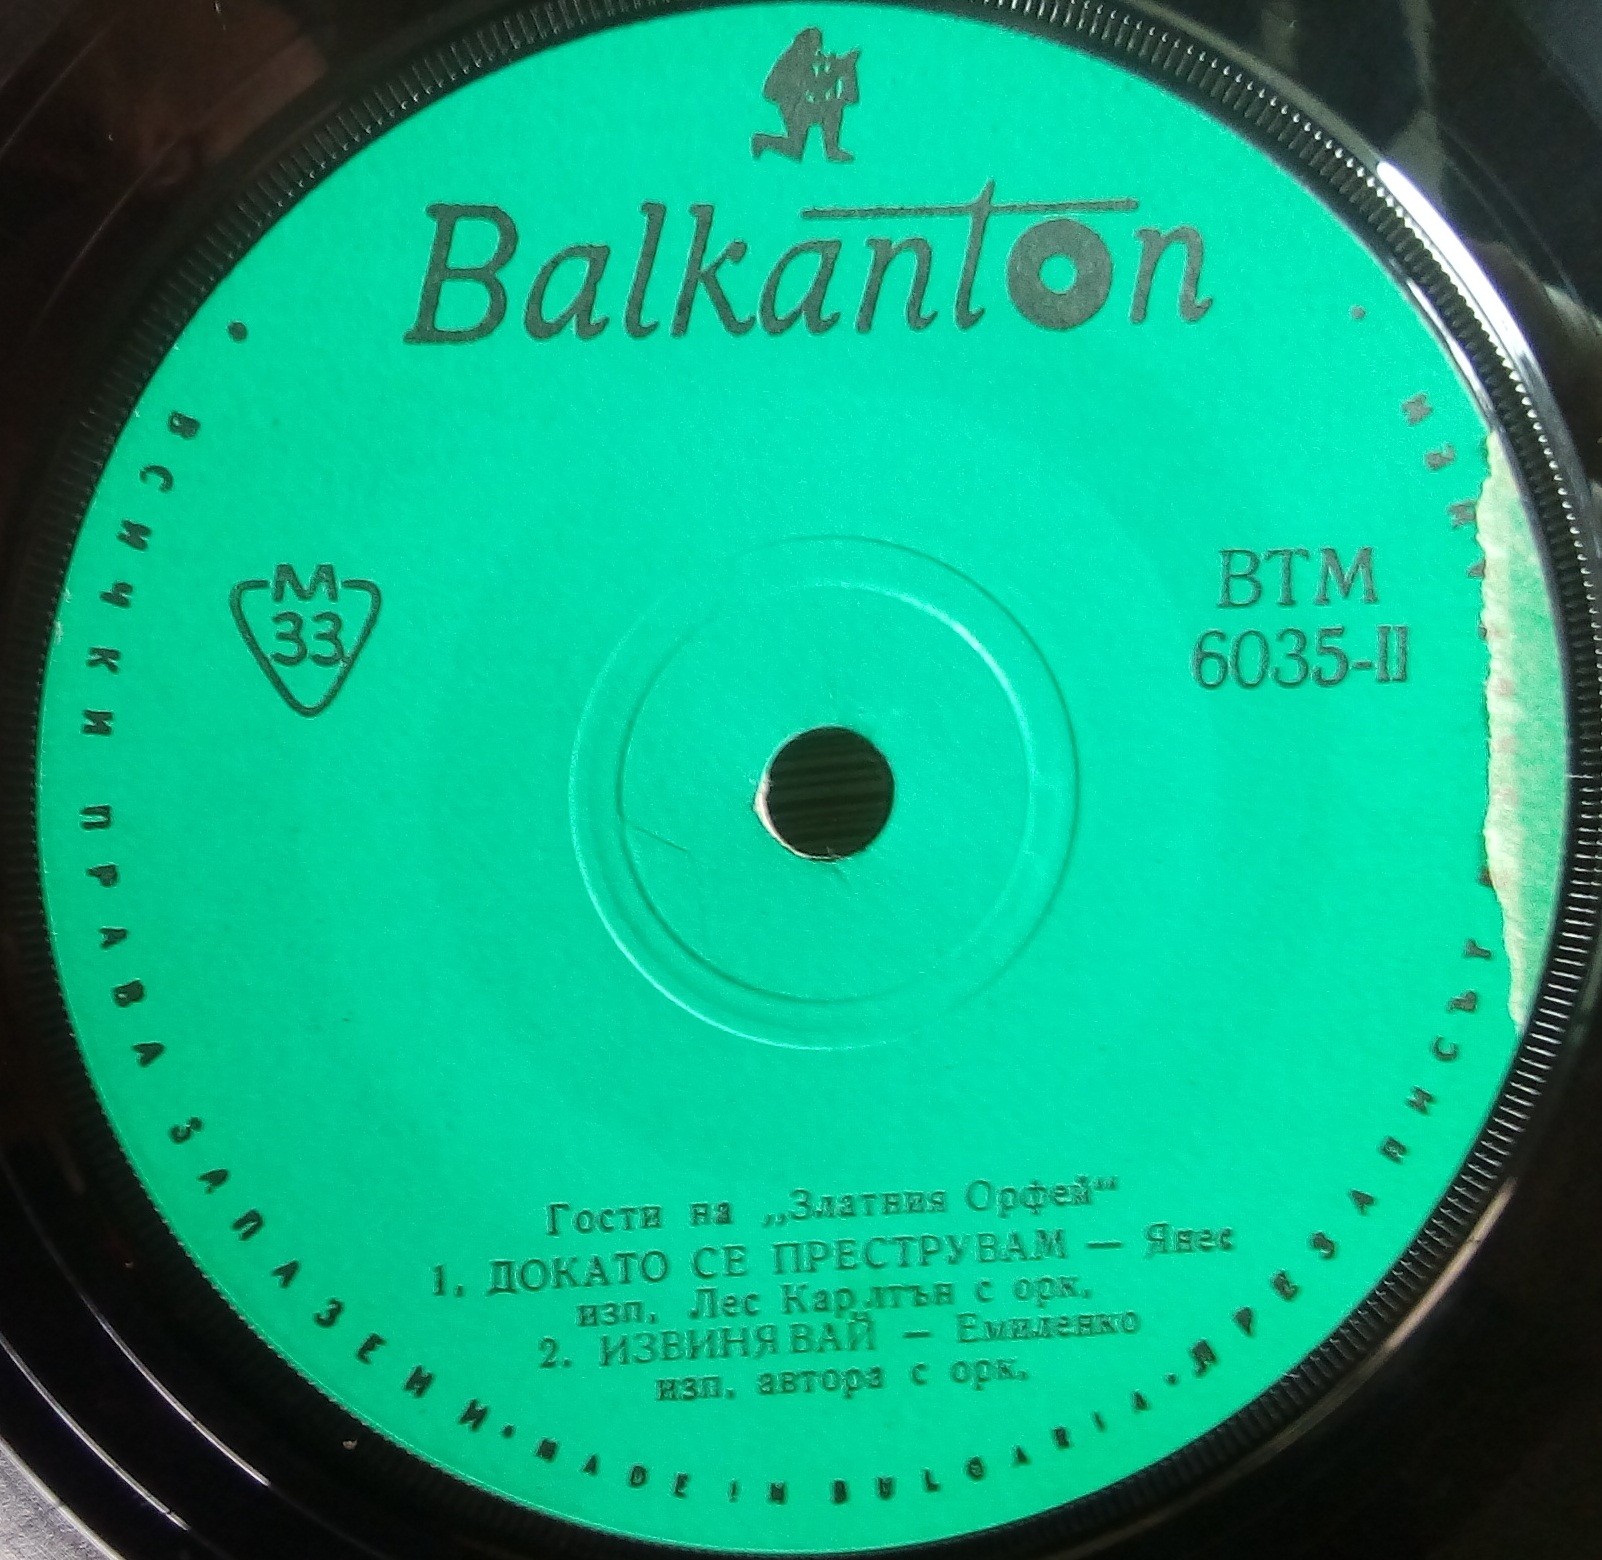 Balkanton
M
33
ВТМ
6035-II
Гости на „Златния Орфей“
1. ДОКАТО СЕ ПРЕСТРУВАМ — Янес
изп. Лес Карлтън с орк.
2. ИЗВИНЯВАЙ — Емиленко
изп. автора с орк.
ВСИЧКИ ПРАВА ЗАПАЗЕНИ • MADE IN BULGARIA • ПРЕЗАПИСЪТ